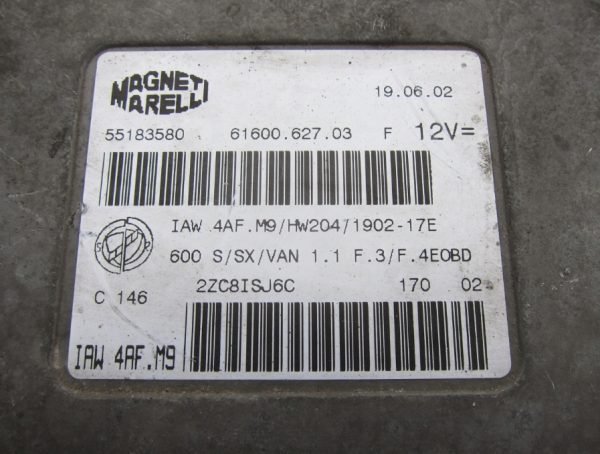 MAGNETI
MARELLI
19.06.02
55183580 61600.627.03 F 12V=
IAW 4AF.M9/HW204/1902-17E
600 S/SX/VAN 1.1 F.3/F.4EOBD
2ZC8ISJ6C 170 02
C 146
IAW 4AF.M9